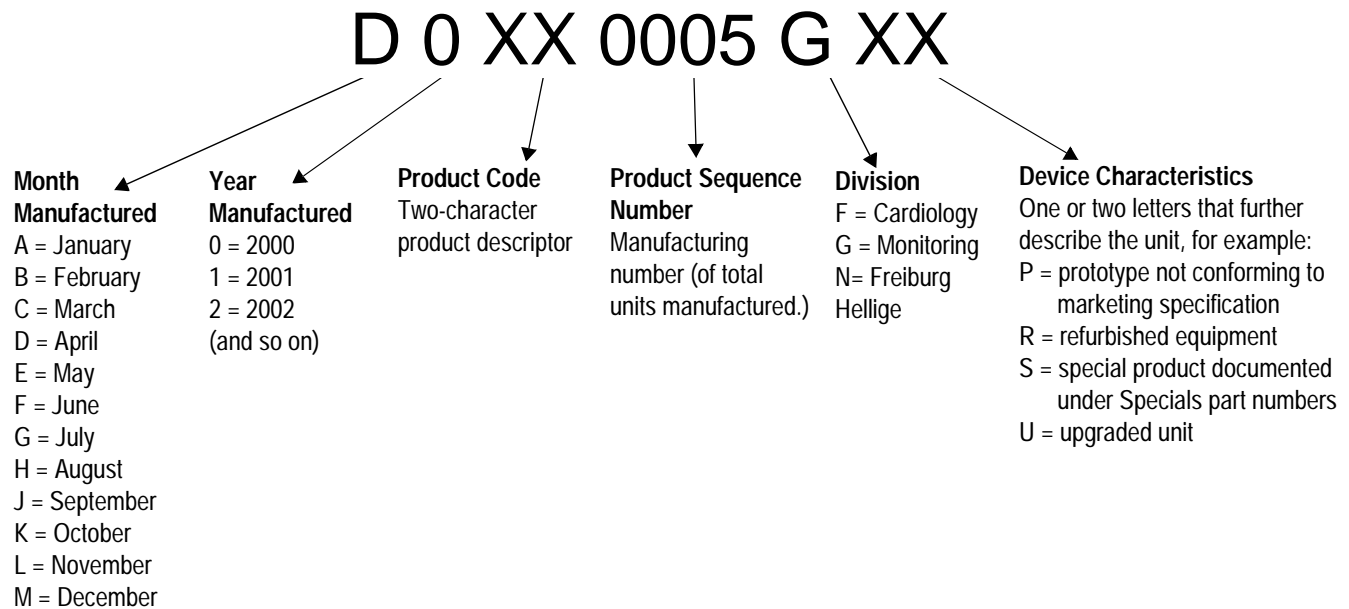 D 0 XX 0005 G XX
Month
Manufactured
A = January
B = February
C = March
D = April
E = May
F = June
G = July
H = August
J = September
K = October
L = November
M = December
Year
Manufactured
0 = 2000
1 = 2001
2 = 2002
(and so on)
Product Code
Two-character
product descriptor
Product Sequence
Number
Manufacturing
number (of total
units manufactured.)
Division
F = Cardiology
G = Monitoring
N= Freiburg
Hellige
Device Characteristics
One or two letters that further
describe the unit, for example:
P = prototype not conforming to
marketing specification
R = refurbished equipment
S = special product documented
under Specials part numbers
U = upgraded unit